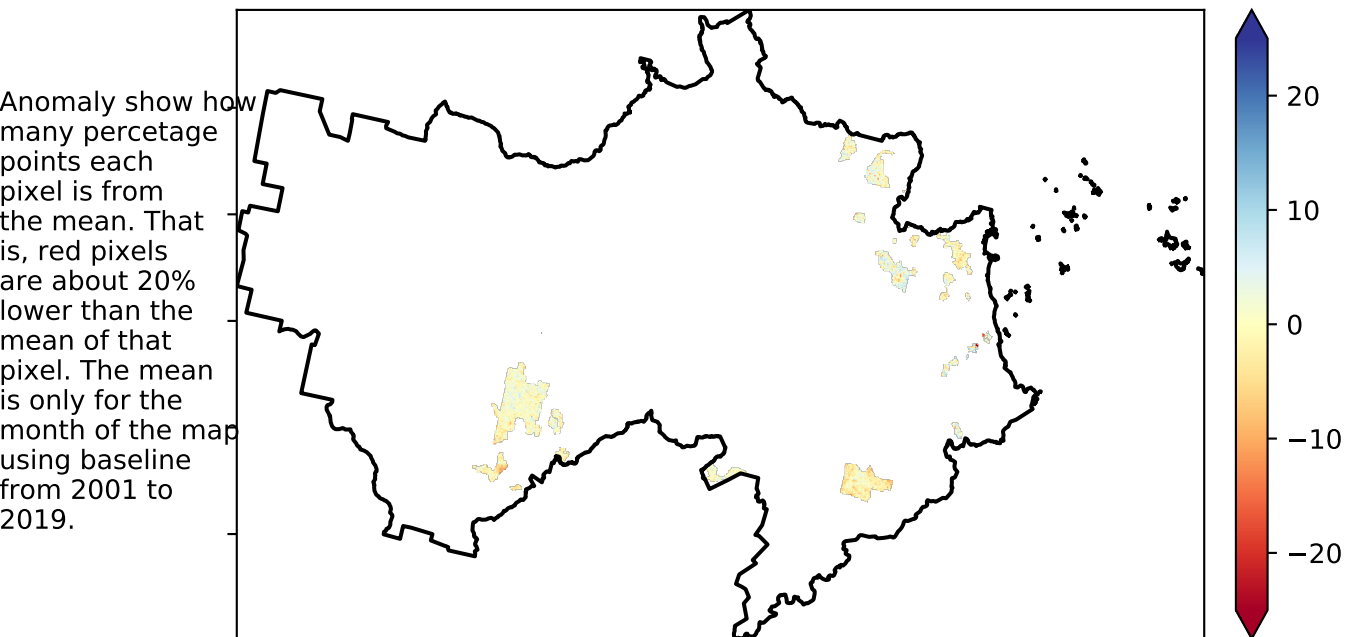 Anomaly show how
many percetage
points each
pixel is from
the mean. That
is, red pixels
are about 20%
lower than the
mean of that
pixel. The mean
is only for the
month of the map
using baseline
from 2001 to
2019.
20
10
0
−10
−20